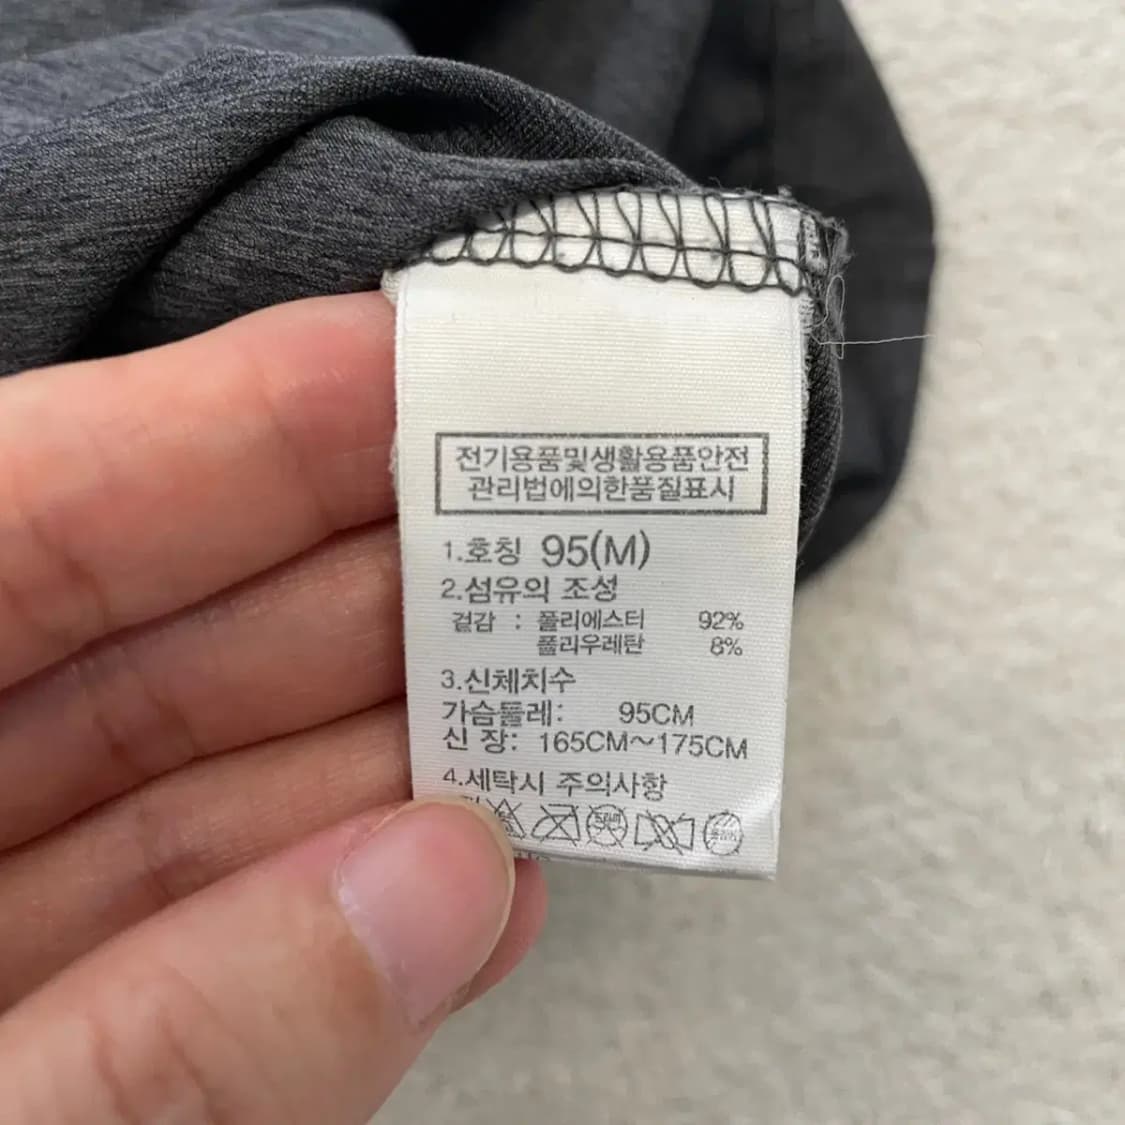 전기용품및생활용품안전
관리법에의한품질표시
1.호칭 95(M)
2.섬유의 조성
겉감 : 폴리에스터 92%
폴리우레탄 8%
3.신체치수
가슴둘레: 95CM
신 장: 165CM~175CM
4.세탁시 주의사항